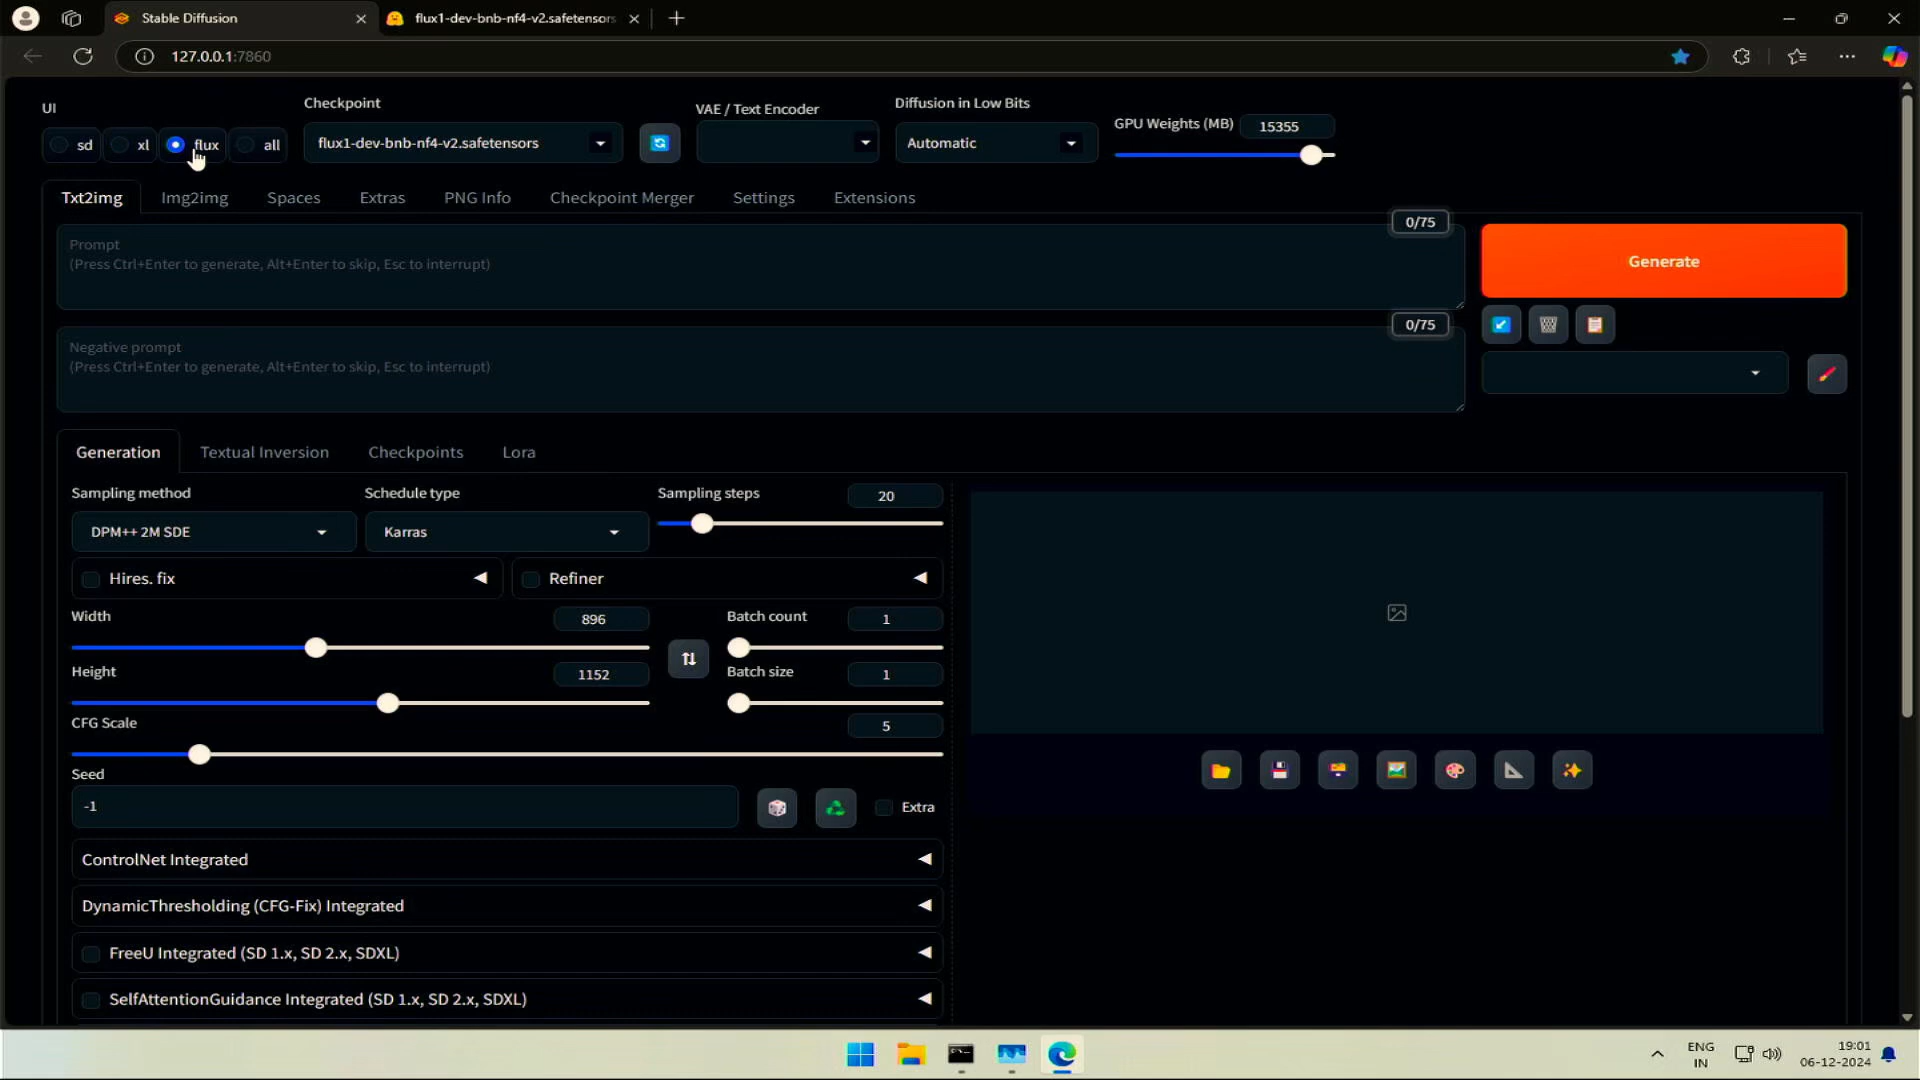 Stable Diffusion
flux1-dev-bnb-nf4-v2.safetensors
127.0.0.1:7860
UI
sd
xl
flux
all
Checkpoint
flux1-dev-bnb-nf4-v2.safetensors
VAE / Text Encoder
Diffusion in Low Bits
Automatic
GPU Weights (MB)
15355
Txt2img
Img2img
Spaces
Extras
PNG Info
Checkpoint Merger
Settings
Extensions
0/75
Prompt
(Press Ctrl+Enter to generate, Alt+Enter to skip, Esc to interrupt)
Generate
0/75
Negative prompt
(Press Ctrl+Enter to generate, Alt+Enter to skip, Esc to interrupt)
Generation
Textual Inversion
Checkpoints
Lora
Sampling method
DPM++ 2M SDE
Schedule type
Karras
Sampling steps
20
Hires. fix
Refiner
Width
896
Batch count
1
Height
1152
Batch size
1
CFG Scale
5
Seed
-1
Extra
ControlNet Integrated
DynamicThresholding (CFG-Fix) Integrated
FreeU Integrated (SD 1.x, SD 2.x, SDXL)
SelfAttentionGuidance Integrated (SD 1.x, SD 2.x, SDXL)
ENG
IN
19:01
06-12-2024